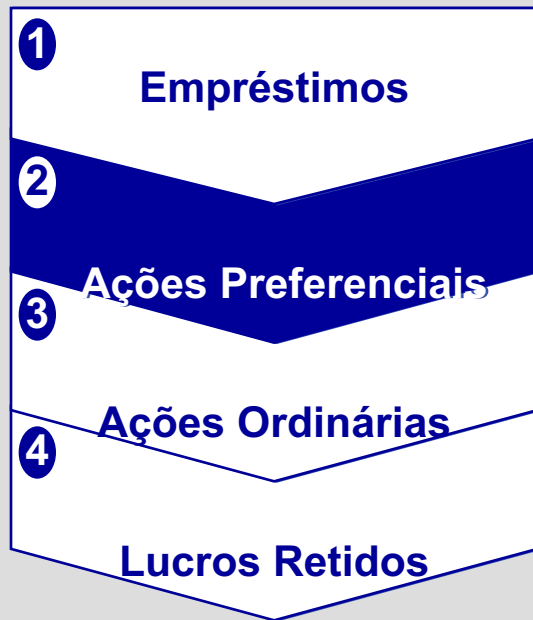 1
Empréstimos
2
Ações Preferenciais
3
Ações Ordinárias
4
Lucros Retidos